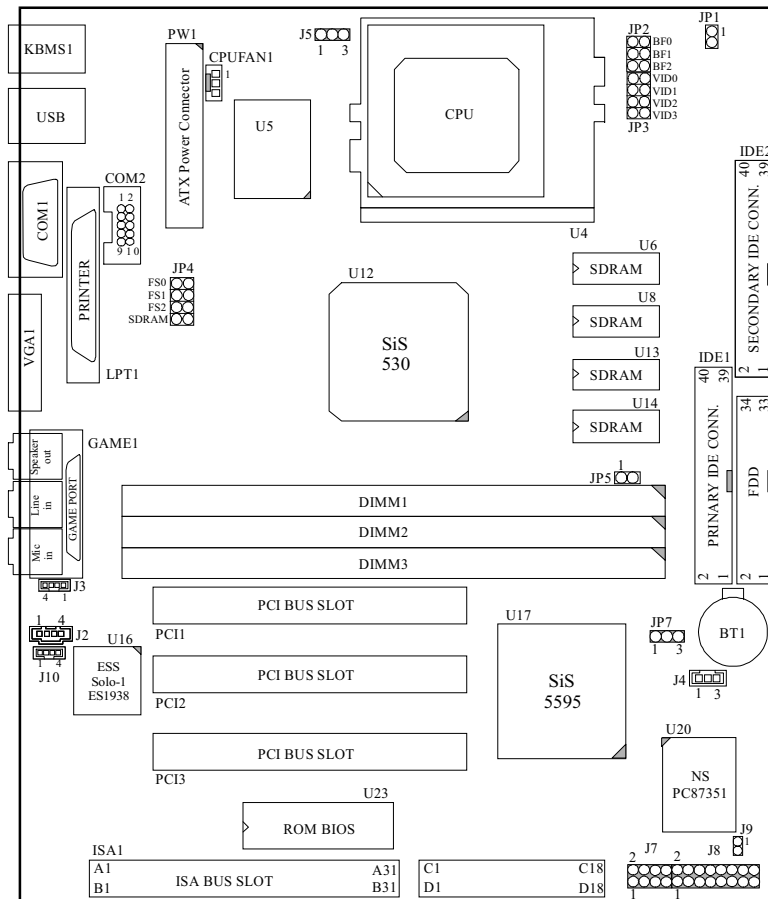 JP1
1
KBMS1
PW1
J5
1 3
CPUFAN1
1
JP2
BF0
BF1
BF2
VID0
VID1
VID2
VID3
JP3
USB
ATX Power Connector
U5
CPU
IDE2
40 39
SECONDARY IDE CONN.
2 1
COM1
COM2
1 2
9 10
PRINTER
LPT1
U4
U6
SDRAM
U8
SDRAM
U13
SDRAM
U14
SDRAM
JP4
FS0
FS1
FS2
SDRAM
U12
SiS
530
VGA1
IDE1
40 39
PRINARY IDE CONN.
2 1
34 33
FDD
2 1
GAME1
Speaker
out
Line
in
Mic
in
GAME PORT
JP5
1
DIMM1
DIMM2
DIMM3
J3
4 1
PCI BUS SLOT
PCI1
U17
SiS
5595
JP7
1 3
BT1
1 4
J2
1 4
J10
U16
ESS
Solo-1
ES1938
PCI BUS SLOT
PCI2
J4
1 3
PCI BUS SLOT
PCI3
U20
NS
PC87351
U23
ROM BIOS
J9
1
ISA1
A1 A31
B1 ISA BUS SLOT B31
C1 C18
D1 D18
J7 J8
2 2
1 1